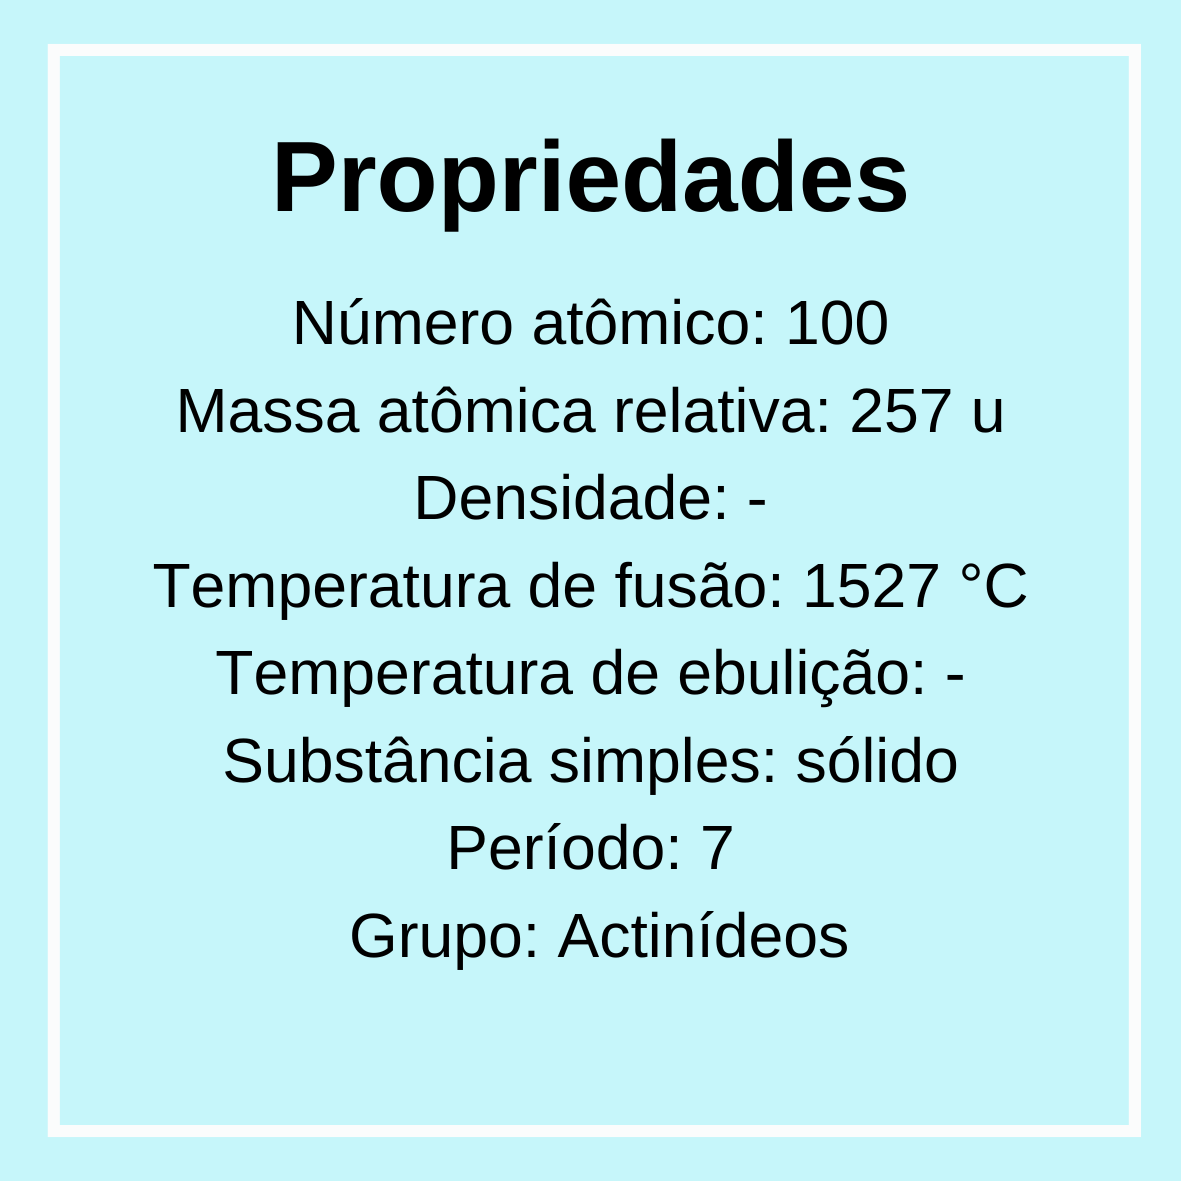 Propriedades
Número atômico: 100
Massa atômica relativa: 257 u
Densidade: -
Temperatura de fusão: 1527 °C
Temperatura de ebulição: -
Substância simples: sólido
Período: 7
Grupo: Actinídeos